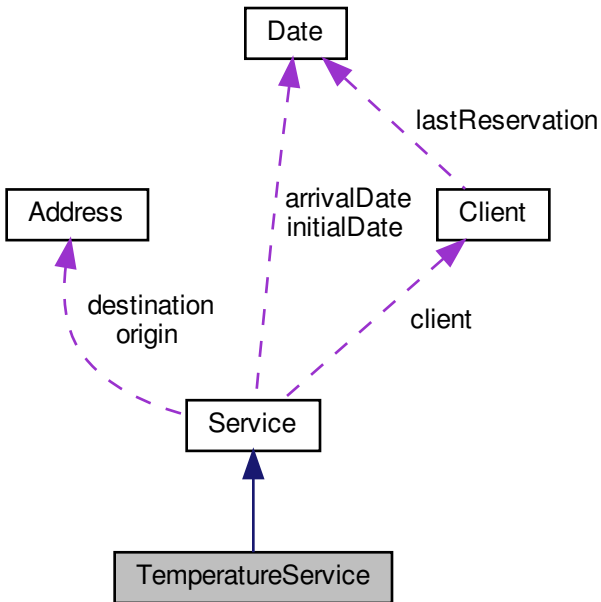 Date
lastReservation
arrivalDate
initialDate
Address
Client
destination
origin
client
Service
TemperatureService